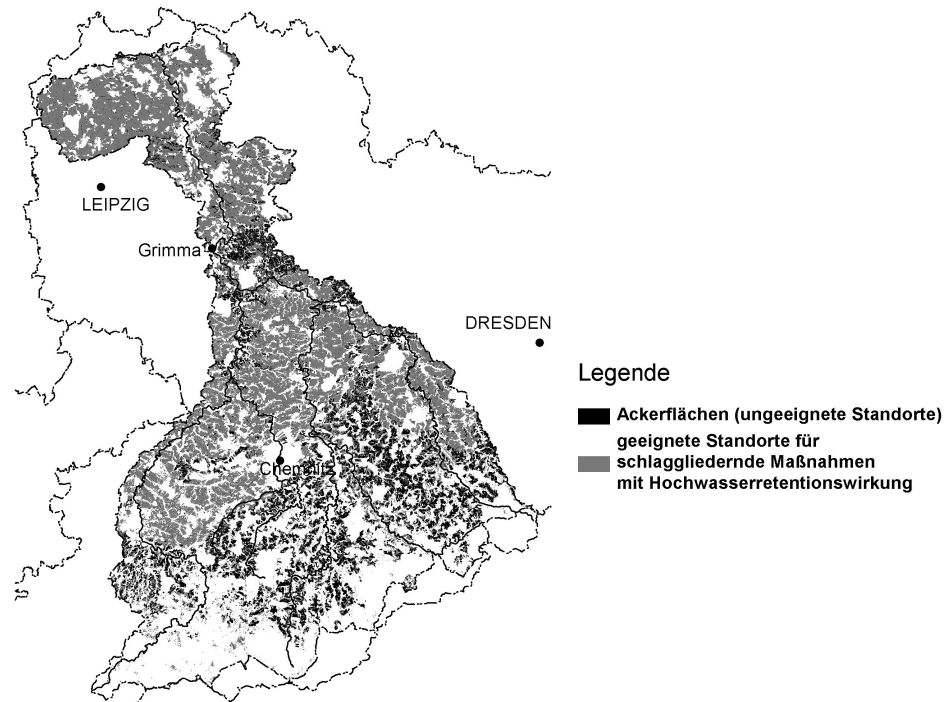 LEIPZIG
Grimma
DRESDEN
Chemnitz
Legende
Ackerflächen (ungeeignete Standorte)
geeignete Standorte für
schlaggliedernde Maßnahmen
mit Hochwasserretentionswirkung